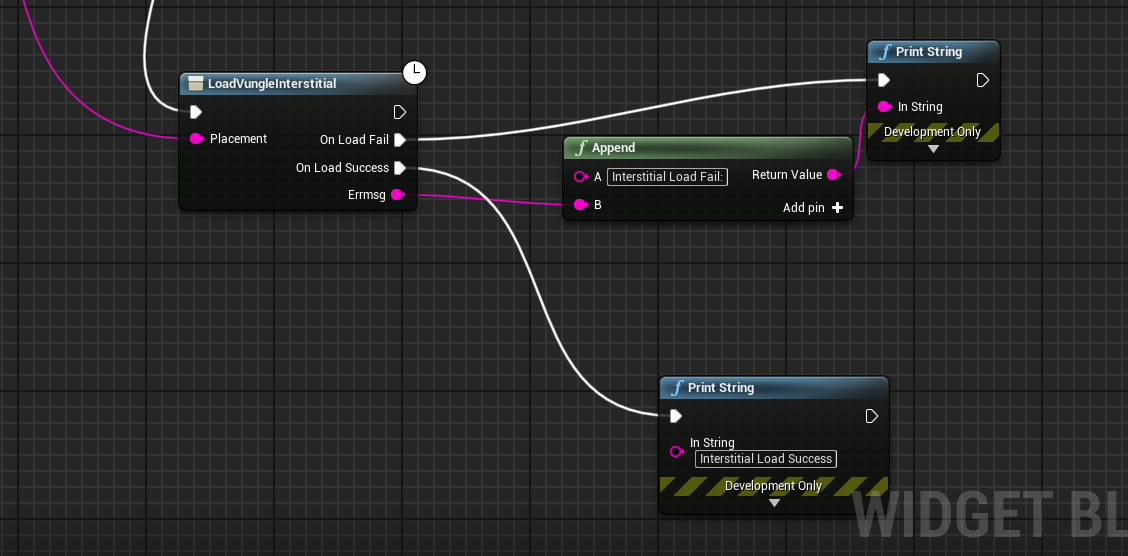 LoadVungleInterstitial
Placement
On Load Fail
On Load Success
Errmsg
f Append
A Interstitial Load Fail:
B
Return Value
Add pin
f Print String
In String
Development Only
f Print String
In String
Interstitial Load Success
Development Only
WIDGET BL